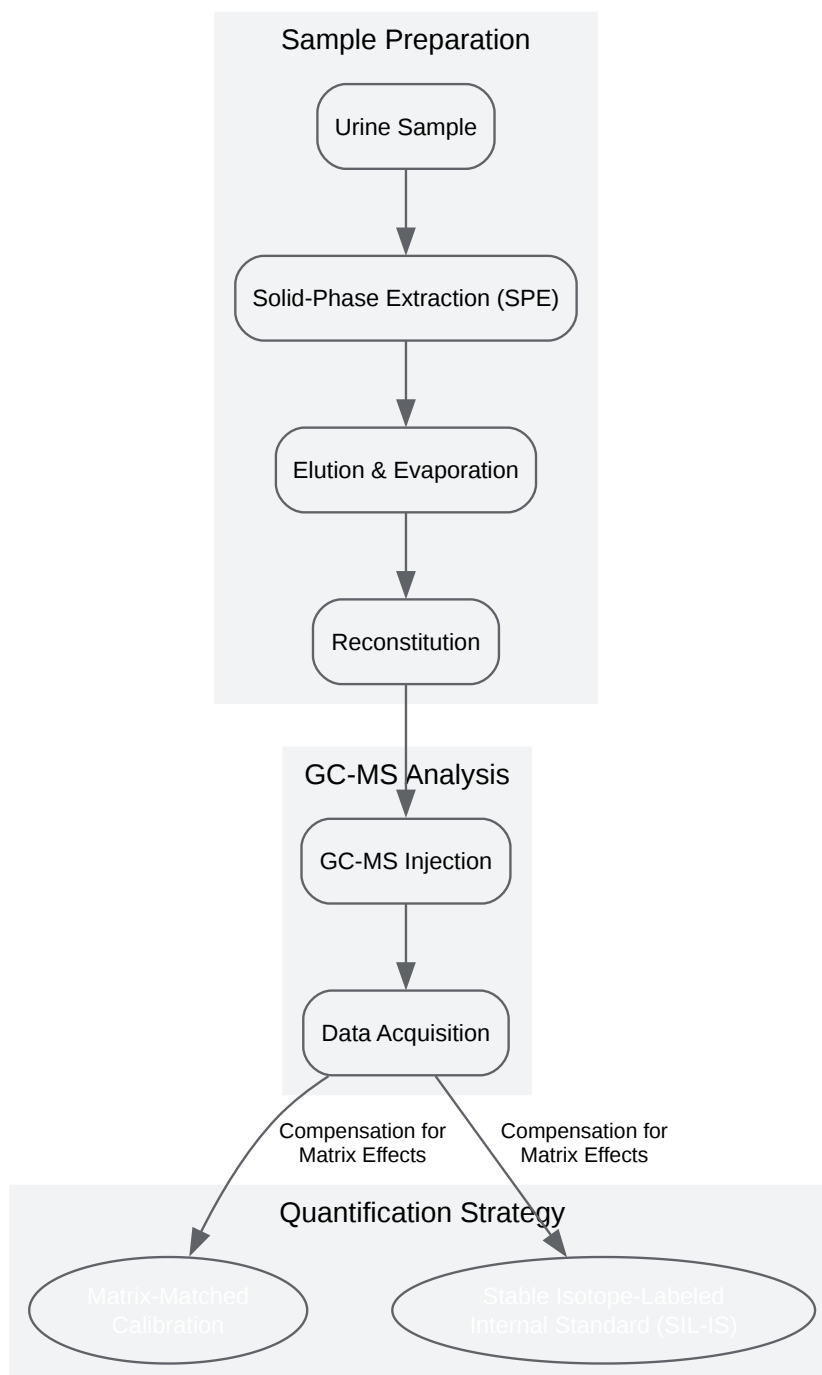 Sample Preparation
Urine Sample
Solid-Phase Extraction (SPE)
Elution & Evaporation
Reconstitution
GC-MS Analysis
GC-MS Injection
Data Acquisition
Compensation for
Matrix Effects
Compensation for
Matrix Effects
Quantification Strategy
Matrix-Matched
Calibration
Stable Isotope-Labeled
Internal Standard (SIL-IS)